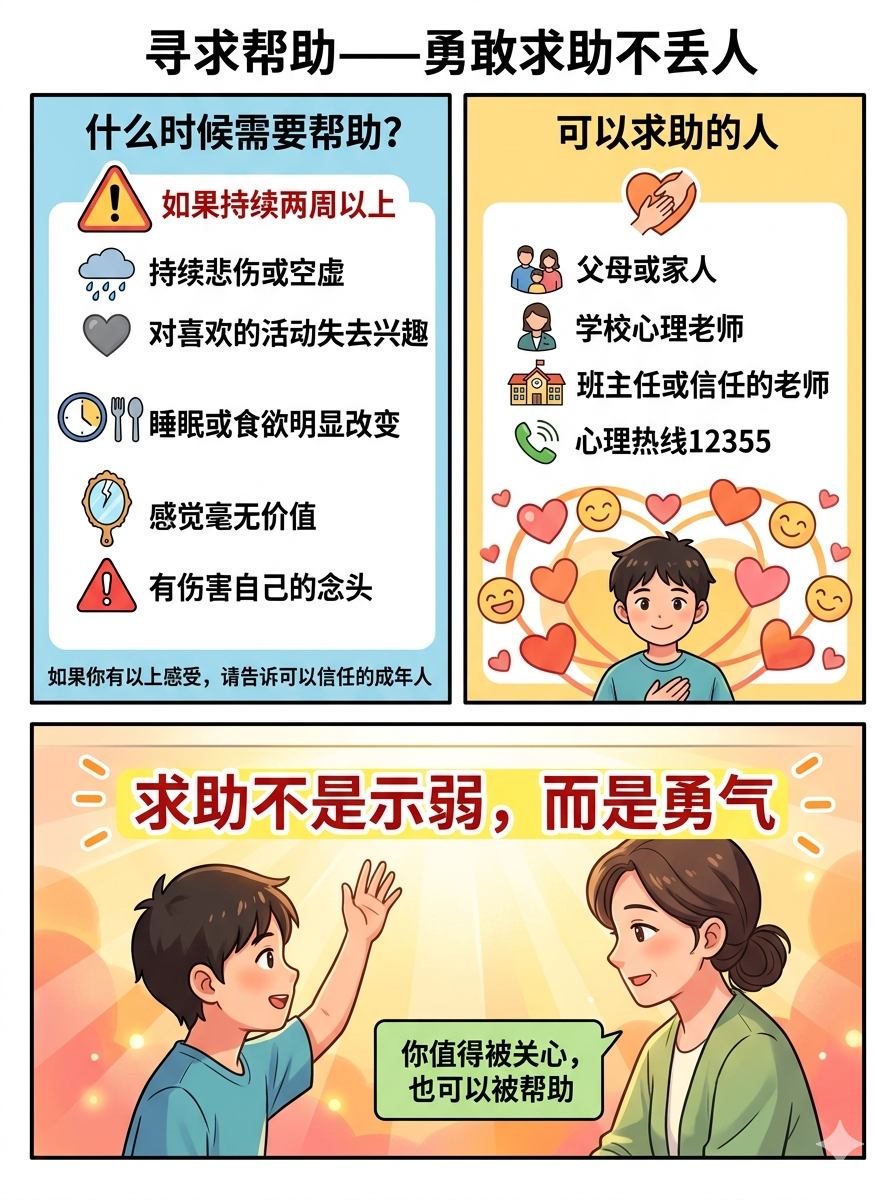 寻求帮助——勇敢求助不丢人
什么时候需要帮助？
如果持续两周以上
持续悲伤或空虚
对喜欢的活动失去兴趣
睡眠或食欲明显改变
感觉毫无价值
有伤害自己的念头
如果你有以上感受，请告诉可以信任的成年人
可以求助的人
父母或家人
学校心理老师
班主任或信任的老师
心理热线12355
求助不是示弱，而是勇气
你值得被关心，
也可以被帮助